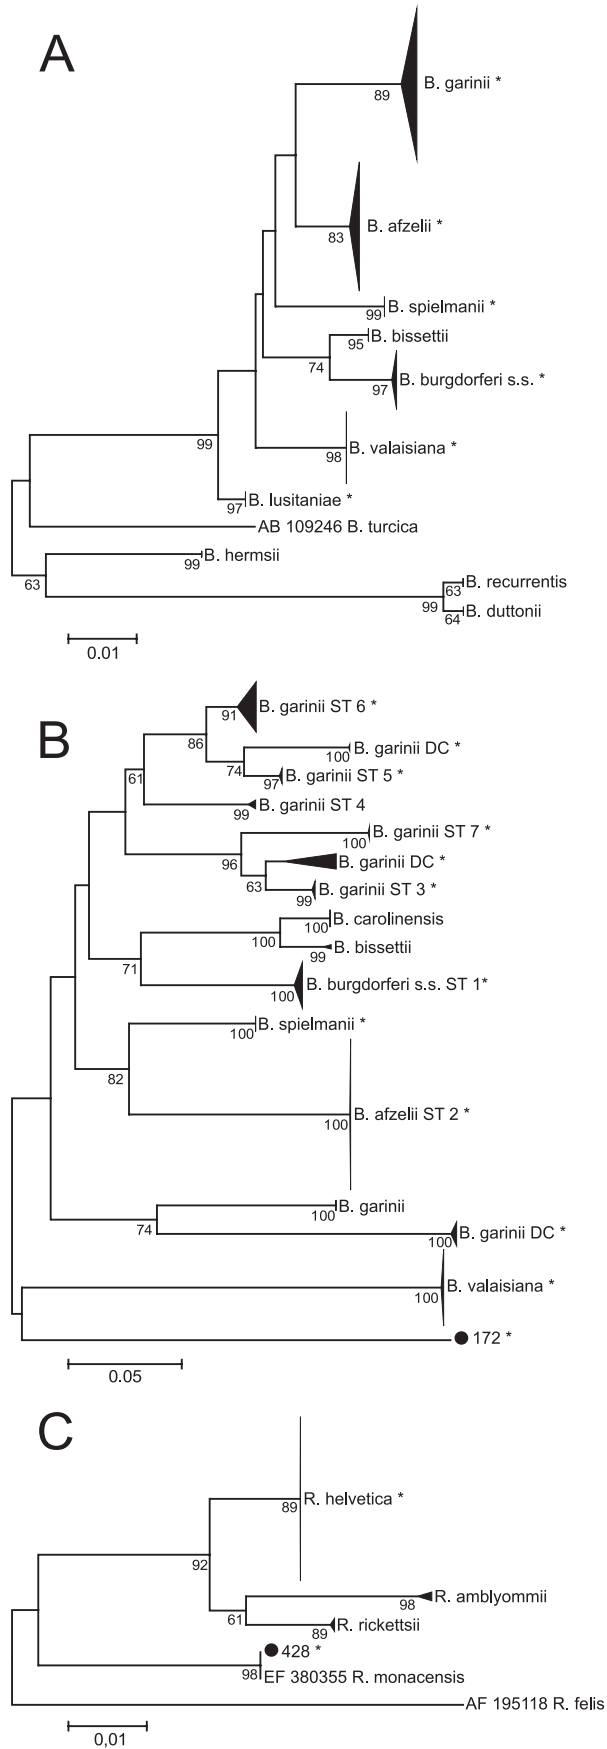 A
89 B. garinii *
83 B. afzelii *
99 B. spielmanii *
95 B. bissettii
74
97 B. burgdorferi s.s. *
99
98 B. valaisiana *
97 B. lusitaniae *
AB 109246 B. turcica
99 B. hermsii
63
63 B. recurrentis
99
64 B. duttonii
0.01
B
91 B. garinii ST 6 *
86
100 B. garinii DC *
74
61
97 B. garinii ST 5 *
99 B. garinii ST 4
100 B. garinii ST 7 *
96
B. garinii DC *
63
99 B. garinii ST 3 *
100 B. carolinensis
100
99 B. bissettii
71
100 B. burgdorferi s.s. ST 1*
100 B. spielmanii *
82
100 B. afzelii ST 2 *
100 B. garinii
74
100 B. garinii DC *
100 B. valaisiana *
172 *
0.05
C
89 R. helvetica *
92
98 R. amblyommii
61
89 R. rickettsii
428 *
98 EF 380355 R. monacensis
AF 195118 R. felis
0,01